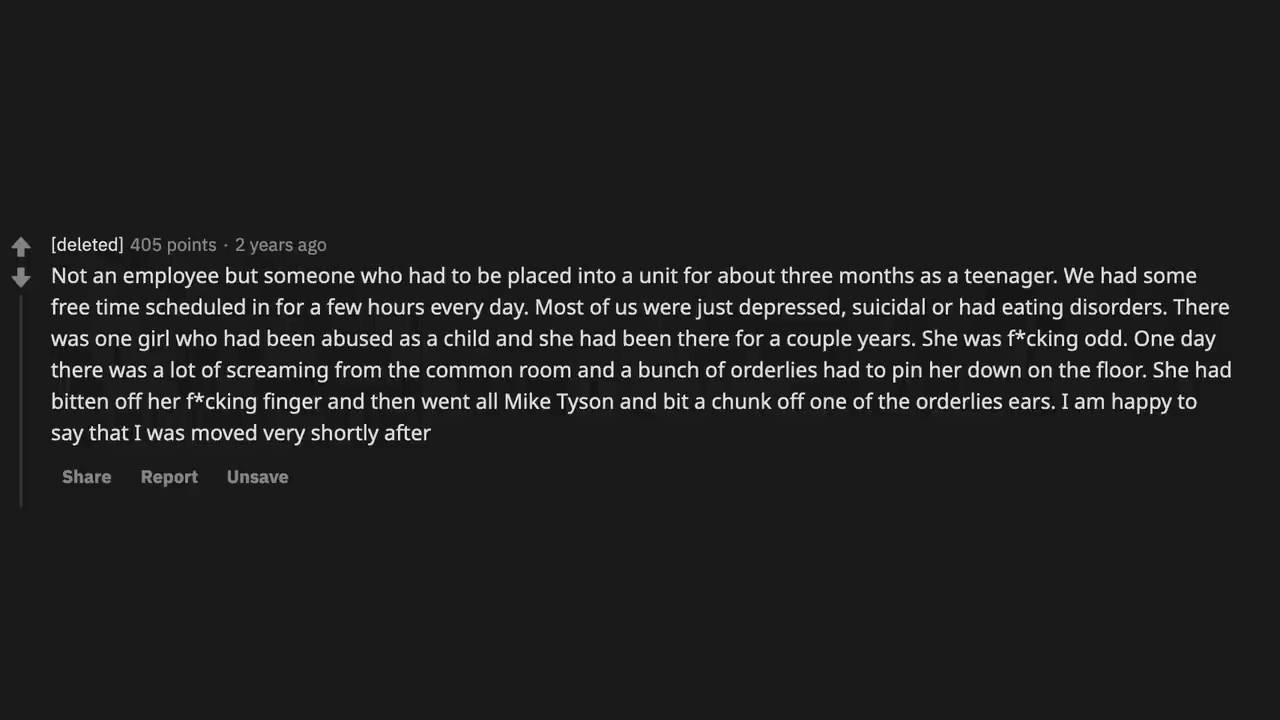 [deleted] 405 points · 2 years ago
Not an employee but someone who had to be placed into a unit for about three months as a teenager. We had some
free time scheduled in for a few hours every day. Most of us were just depressed, suicidal or had eating disorders. There
was one girl who had been abused as a child and she had been there for a couple years. She was f*cking odd. One day
there was a lot of screaming from the common room and a bunch of orderlies had to pin her down on the floor. She had
bitten off her f*cking finger and then went all Mike Tyson and bit a chunk off one of the orderlies ears. I am happy to
say that I was moved very shortly after
Share Report Unsave